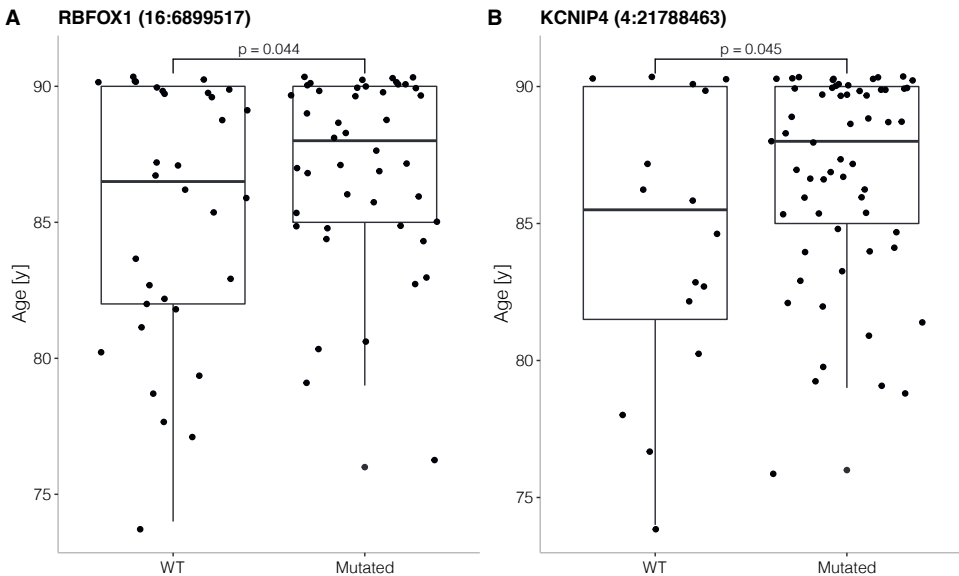 A RBFOX1 (16:6899517)
p = 0.044
90
85
80
75
Age [y]
WT Mutated
B KCNIP4 (4:21788463)
p = 0.045
90
85
80
75
Age [y]
WT Mutated